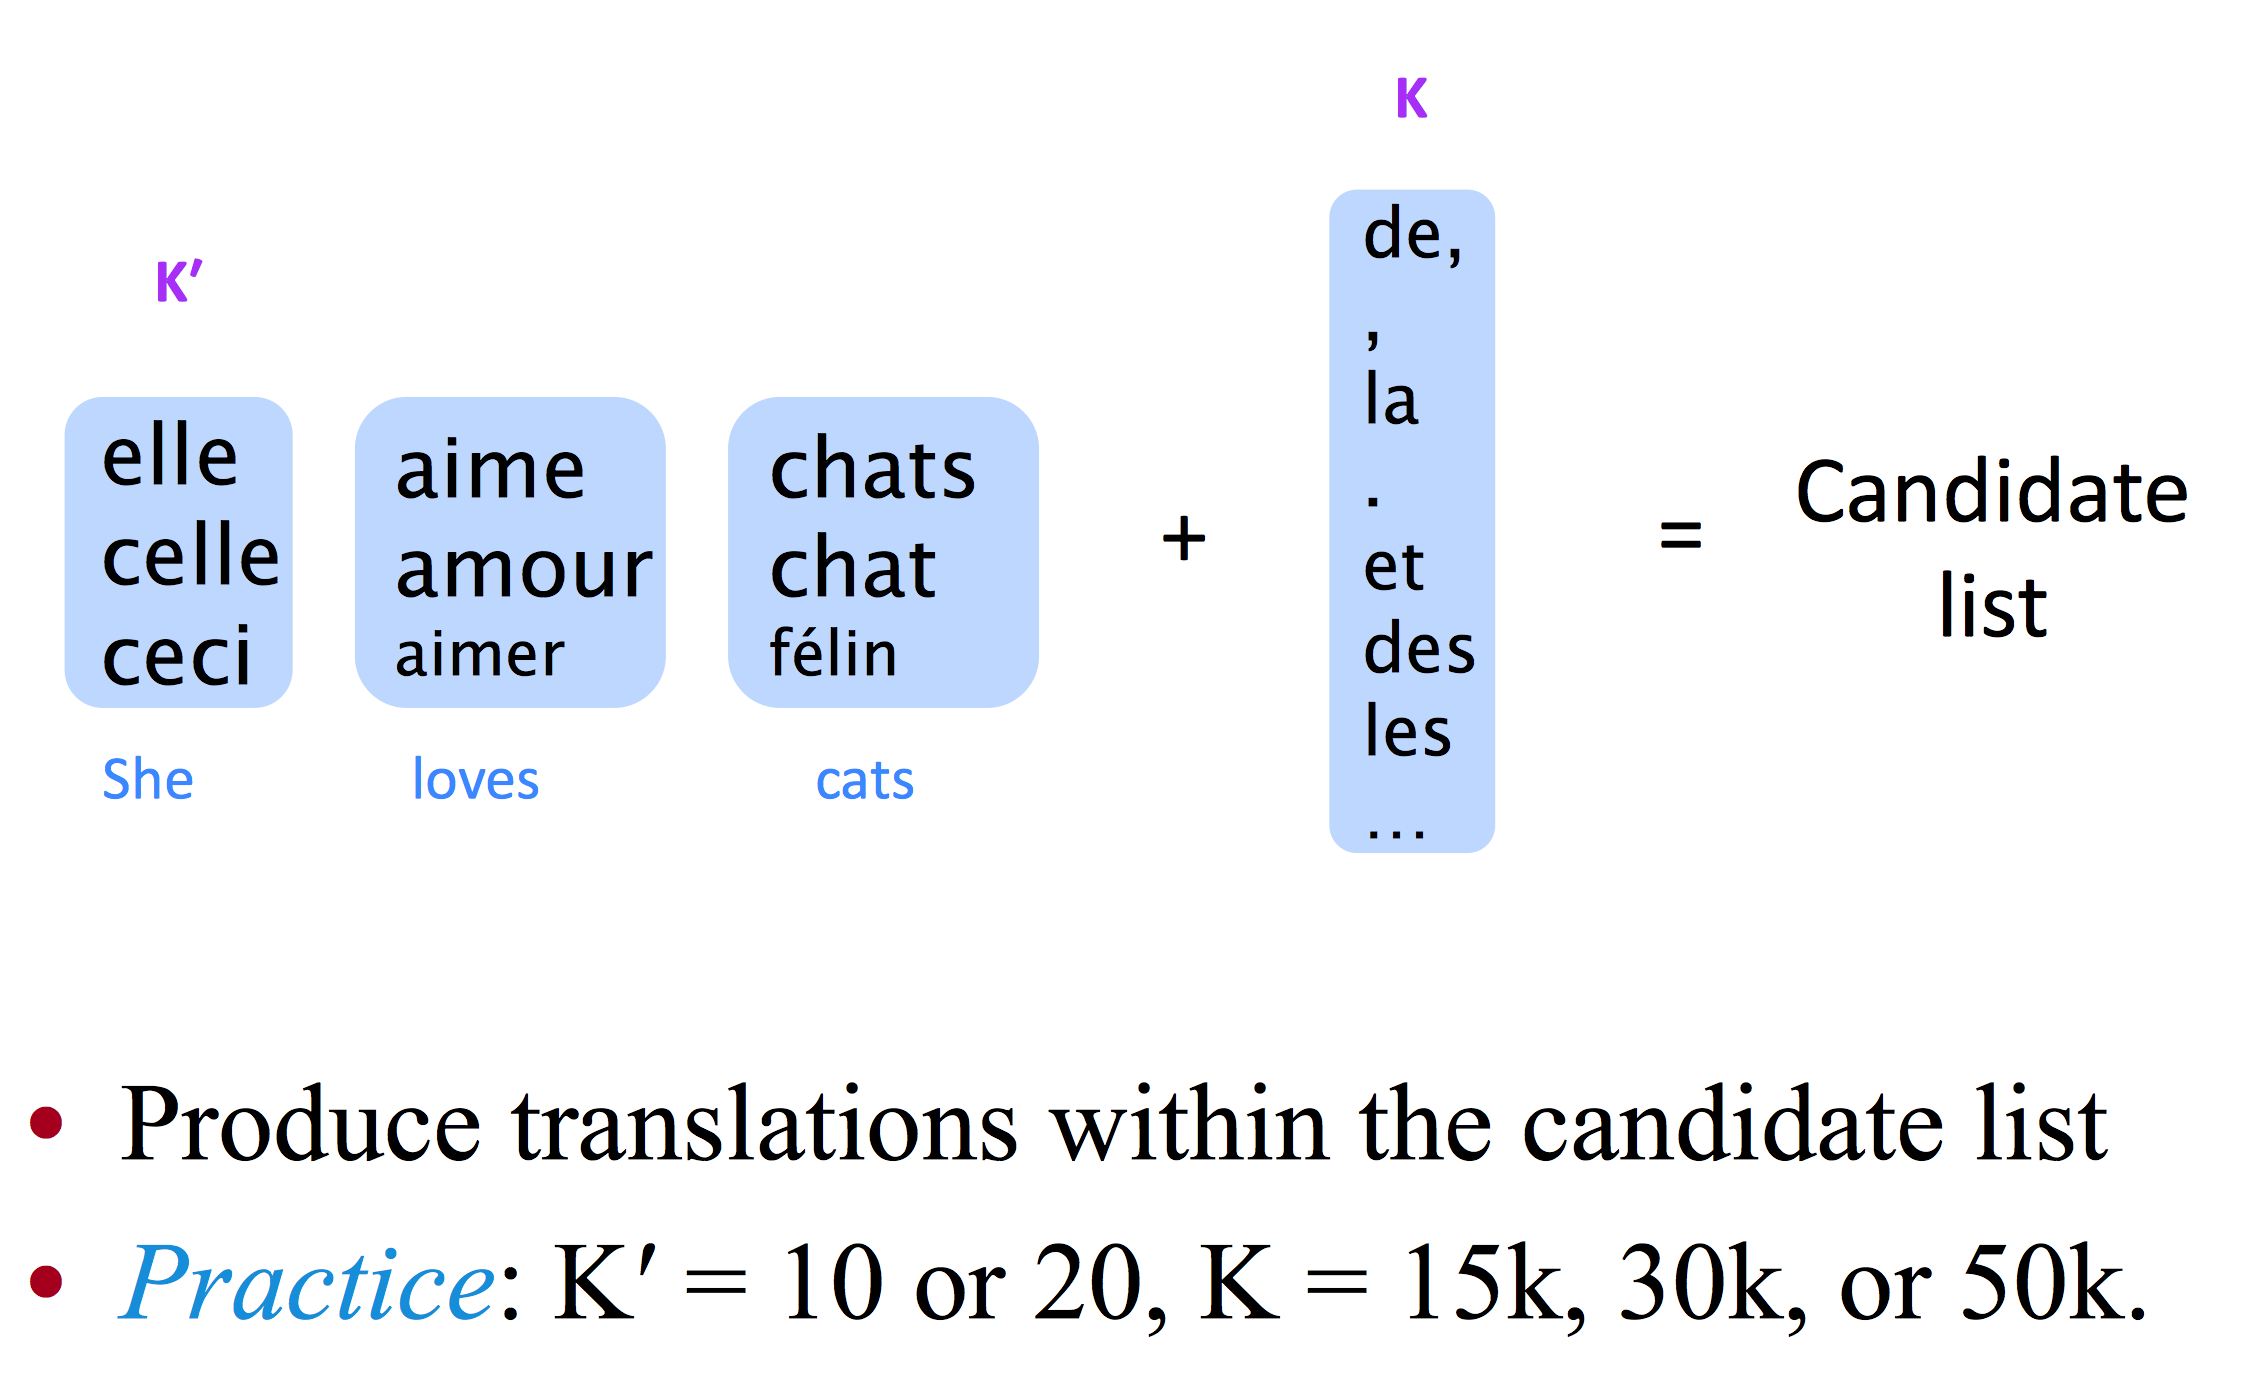 K′
elle
celle
ceci
She
aime
amour
aimer
loves
chats
chat
félin
cats
+
K
de,
,
la
.
et
des
les
...
=
Candidate
list
• Produce translations within the candidate list
• Practice: K′ = 10 or 20, K = 15k, 30k, or 50k.